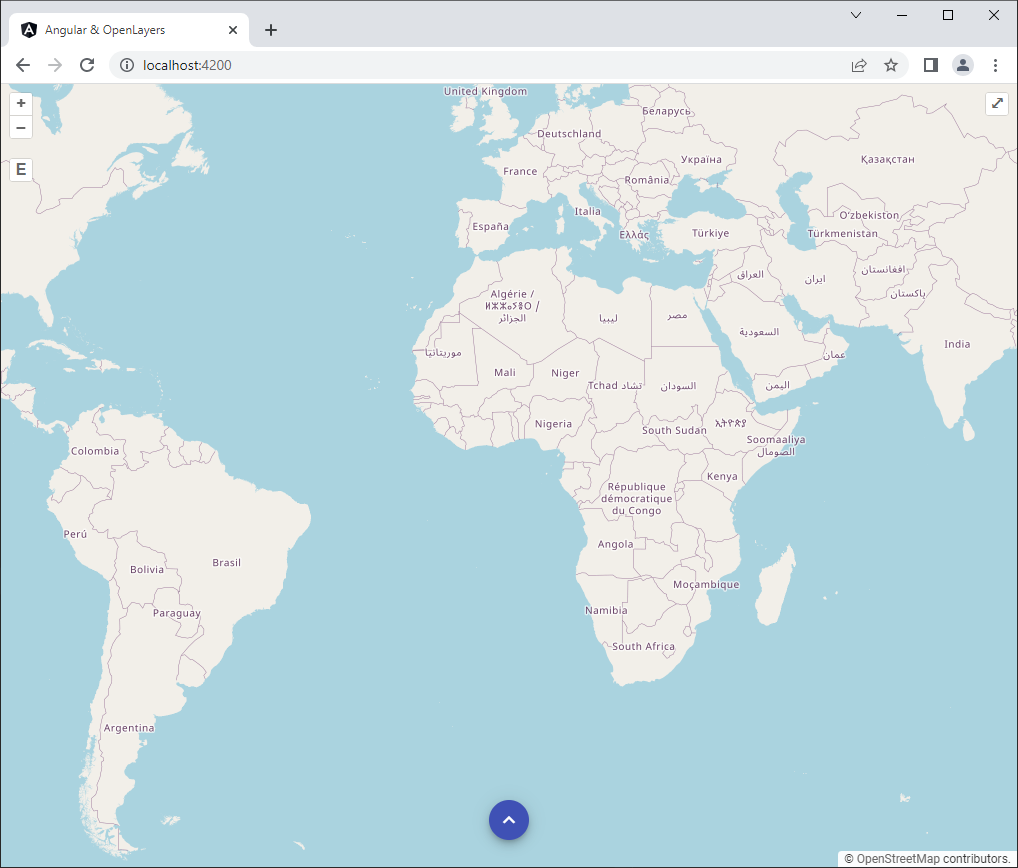 Angular & OpenLayers
localhost:4200
+
−
E
United Kingdom
Беларусь
Deutschland
Україна
Қазақстан
France
România
Italia
Oʻzbekiston
España
Ελλάς
Türkiye
Türkmenistan
العراق
ایران
افغانستان
پاکستان
Algérie /
ⵍⵣⵣⴰⵢⴻⵔ /
الجزائر
ليبيا
مصر
السعودية
India
موريتانيا
عمان
Mali
Niger
Tchad تشاد
السودان
اليمن
Nigeria
South Sudan
ኢትዮጵያ
Soomaaliya
الصومال
Colombia
Kenya
République
démocratique
du Congo
Perú
Angola
Brasil
Bolivia
Moçambique
Paraguay
Namibia
South Africa
Argentina
© OpenStreetMap contributors.